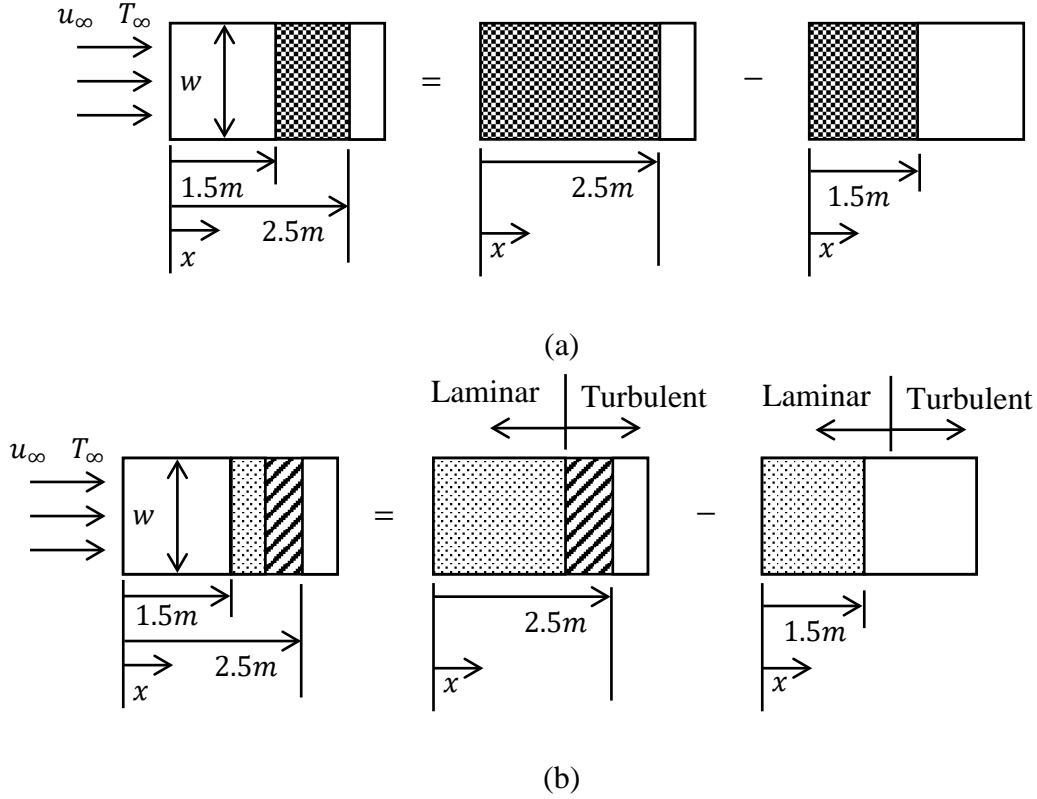 u∞ T∞
w
=
−
1.5m
2.5m
x
2.5m
x
1.5m
x
(a)
Laminar Turbulent
Laminar Turbulent
u∞ T∞
w
=
−
1.5m
2.5m
x
2.5m
x
1.5m
x
(b)